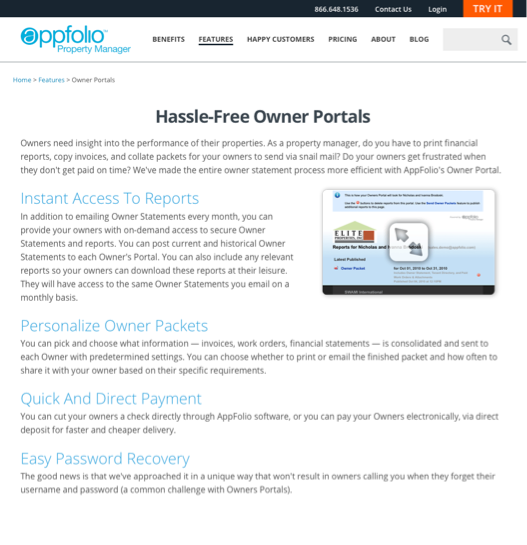 866.648.1536 Contact Us Login TRY IT
appfolio
Property Manager
BENEFITS FEATURES HAPPY CUSTOMERS PRICING ABOUT BLOG
Home > Features > Owner Portals
Hassle-Free Owner Portals
Owners need insight into the performance of their properties. As a property manager, do you have to print financial
reports, copy invoices, and collate packets for your owners to send via snail mail? Do your owners get frustrated when
they don't get paid on time? We've made the entire owner statement process more efficient with AppFolio's Owner Portal.
Instant Access To Reports
In addition to emailing Owner Statements every month, you can
provide your owners with on-demand access to secure Owner
Statements and reports. You can post current and historical Owner
Statements to each Owner's Portal. You can also include any relevant
reports so your owners can download these reports at their leisure.
They will have access to the same Owner Statements you email on a
monthly basis.
ELITE
Reports for Nicholas and
Latest Published
Owner Packet for Oct 01, 2010 to Oct 31, 2010
Personalize Owner Packets
You can pick and choose what information — invoices, work orders, financial statements — is consolidated and sent to
each Owner with predetermined settings. You can choose whether to print or email the finished packet and how often to
share it with your owner based on their specific requirements.
Quick And Direct Payment
You can cut your owners a check directly through AppFolio software, or you can pay your Owners electronically, via direct
deposit for faster and cheaper delivery.
Easy Password Recovery
The good news is that we've approached it in a unique way that won't result in owners calling you when they forget their
username and password (a common challenge with Owners Portals).